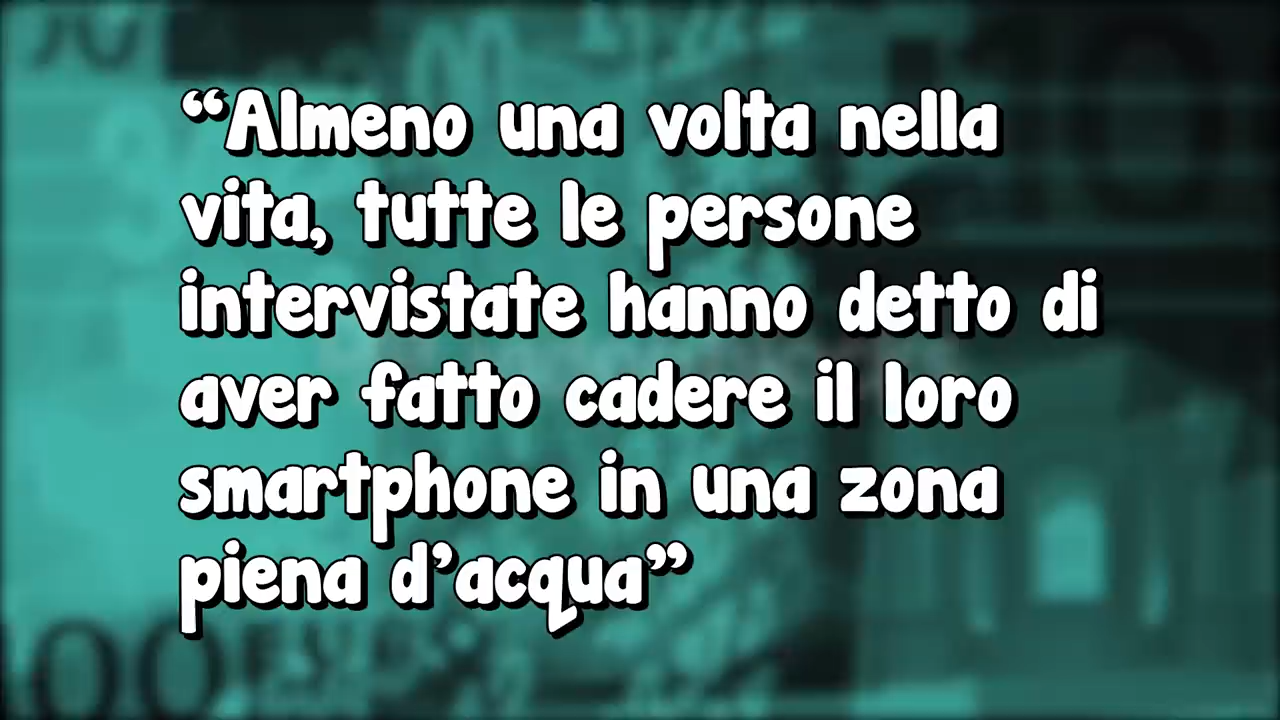 “Almeno una volta nella
vita, tutte le persone
intervistate hanno detto di
aver fatto cadere il loro
smartphone in una zona
piena d’acqua”